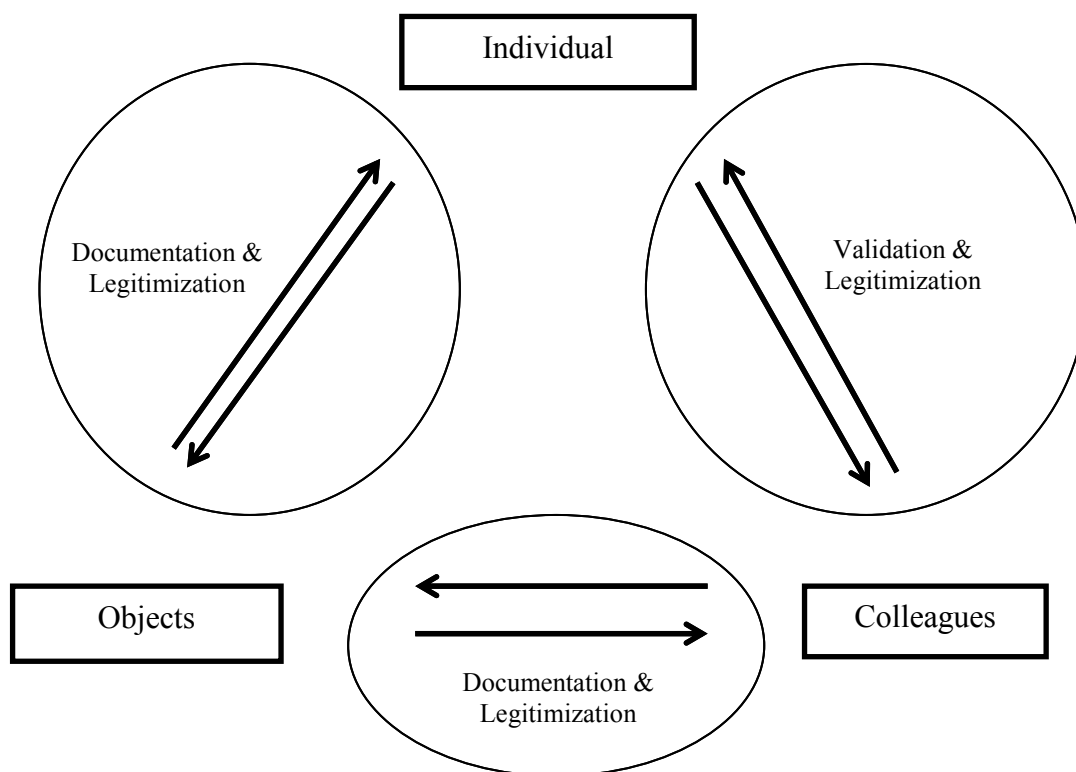 Individual
Documentation &
Legitimization
Validation &
Legitimization
Objects
Colleagues
Documentation &
Legitimization